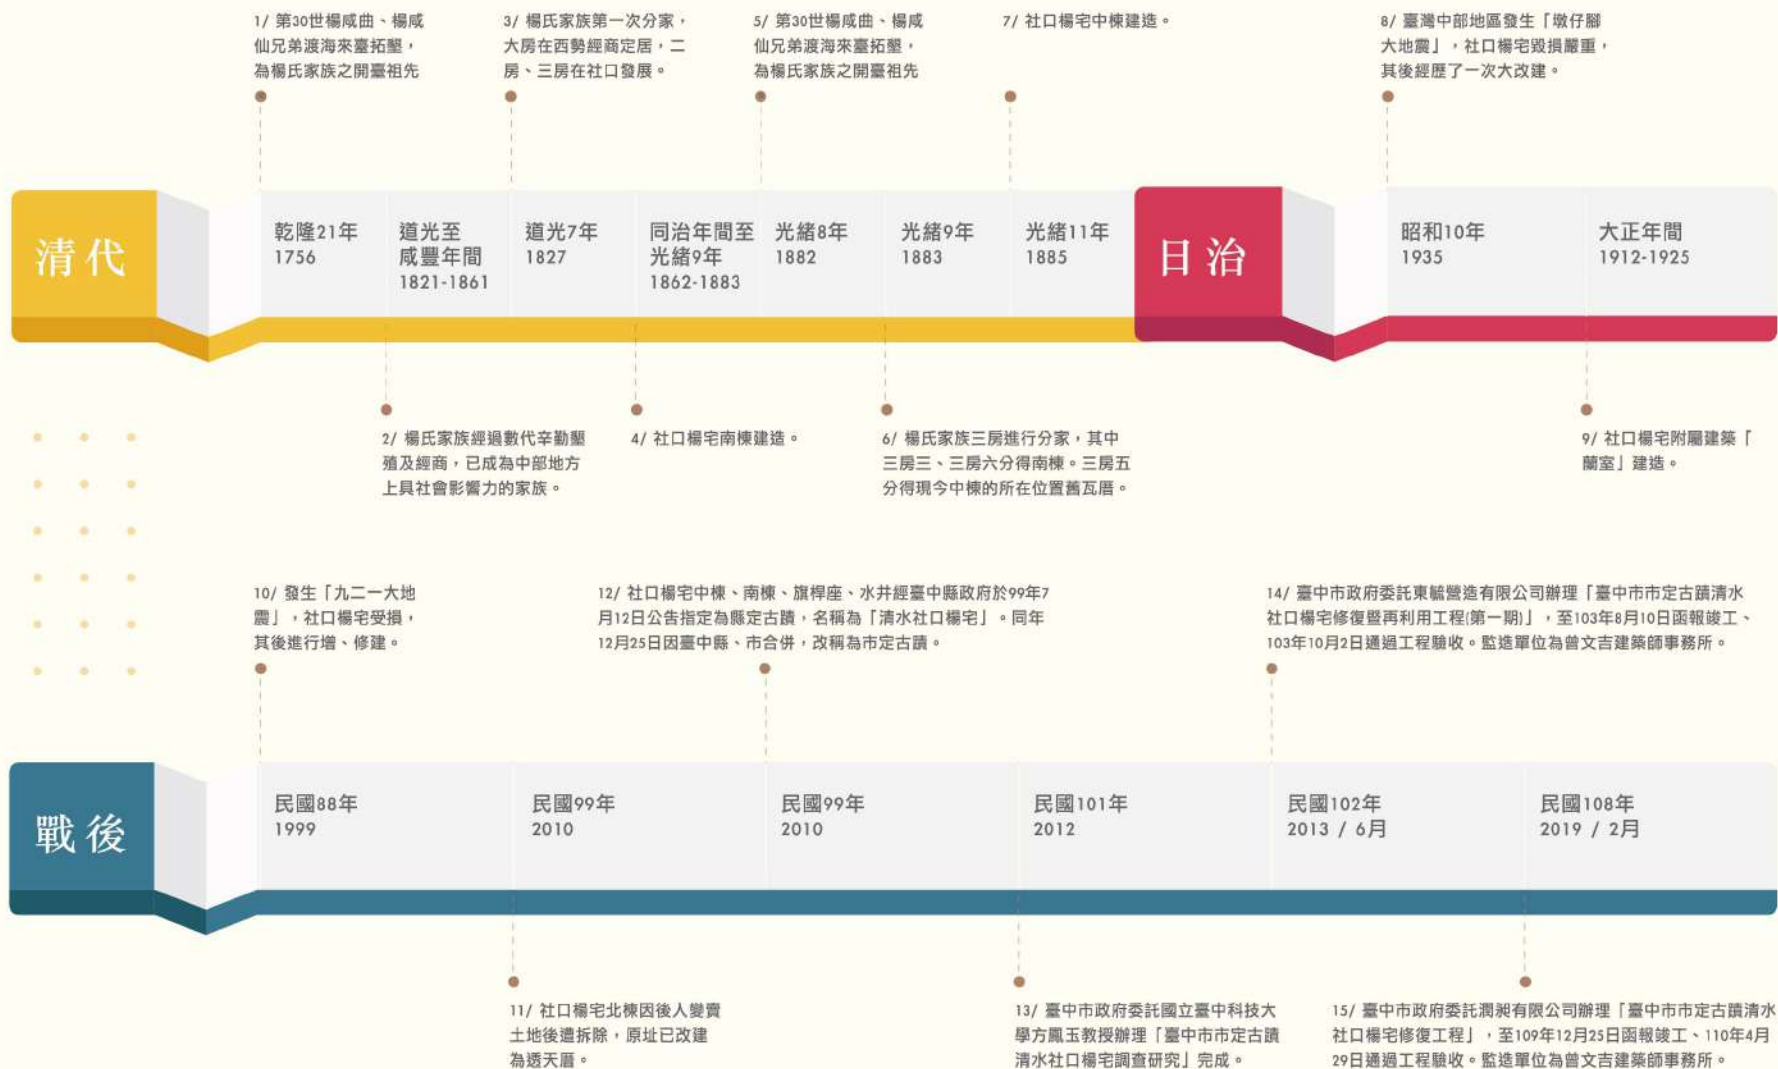 1/ 第30世楊咸曲、楊咸
仙兄弟渡海來臺拓墾，
為楊氏家族之開臺祖先
3/ 楊氏家族第一次分家，
大房在西勢經商定居，二
房、三房在社口發展。
5/ 第30世楊咸曲、楊咸
仙兄弟渡海來臺拓墾，
為楊氏家族之開臺祖先
7/ 社口楊宅中棟建造。
8/ 臺灣中部地區發生「墩仔腳
大地震」，社口楊宅毀損嚴重，
其後經歷了一次大改建。
清代
乾隆21年
1756
道光至
咸豐年間
1821-1861
道光7年
1827
同治年間至
光緒9年
1862-1883
光緒8年
1882
光緒9年
1883
光緒11年
1885
日治
昭和10年
1935
大正年間
1912-1925
2/ 楊氏家族經過數代辛勤墾
殖及經商，已成為中部地方
上具社會影響力的家族。
4/ 社口楊宅南棟建造。
6/ 楊氏家族三房進行分家，其中
三房三、三房六分得南棟。三房五
分得現今中棟的所在位置舊瓦厝。
9/ 社口楊宅附屬建築「
蘭室」建造。
10/ 發生「九二一大地
震」，社口楊宅受損，
其後進行增、修建。
12/ 社口楊宅中棟、南棟、旗桿座、水井經臺中縣政府於99年7
月12日公告指定為縣定古蹟，名稱為「清水社口楊宅」。同年
12月25日因臺中縣、市合併，改稱為市定古蹟。
14/ 臺中市政府委託東毓營造有限公司辦理「臺中市市定古蹟清水
社口楊宅修復暨再利用工程(第一期)」，至103年8月10日函報竣工、
103年10月2日通過工程驗收。監造單位為曾文吉建築師事務所。
戰後
民國88年
1999
民國99年
2010
民國99年
2010
民國101年
2012
民國102年
2013 / 6月
民國108年
2019 / 2月
11/ 社口楊宅北棟因後人變賣
土地後遭拆除，原址已改建
為透天厝。
13/ 臺中市政府委託國立臺中科技大
學方鳳玉教授辦理「臺中市市定古蹟
清水社口楊宅調查研究」完成。
15/ 臺中市政府委託潤昶有限公司辦理「臺中市市定古蹟清水
社口楊宅修復工程」，至109年12月25日函報竣工、110年4月
29日通過工程驗收。監造單位為曾文吉建築師事務所。